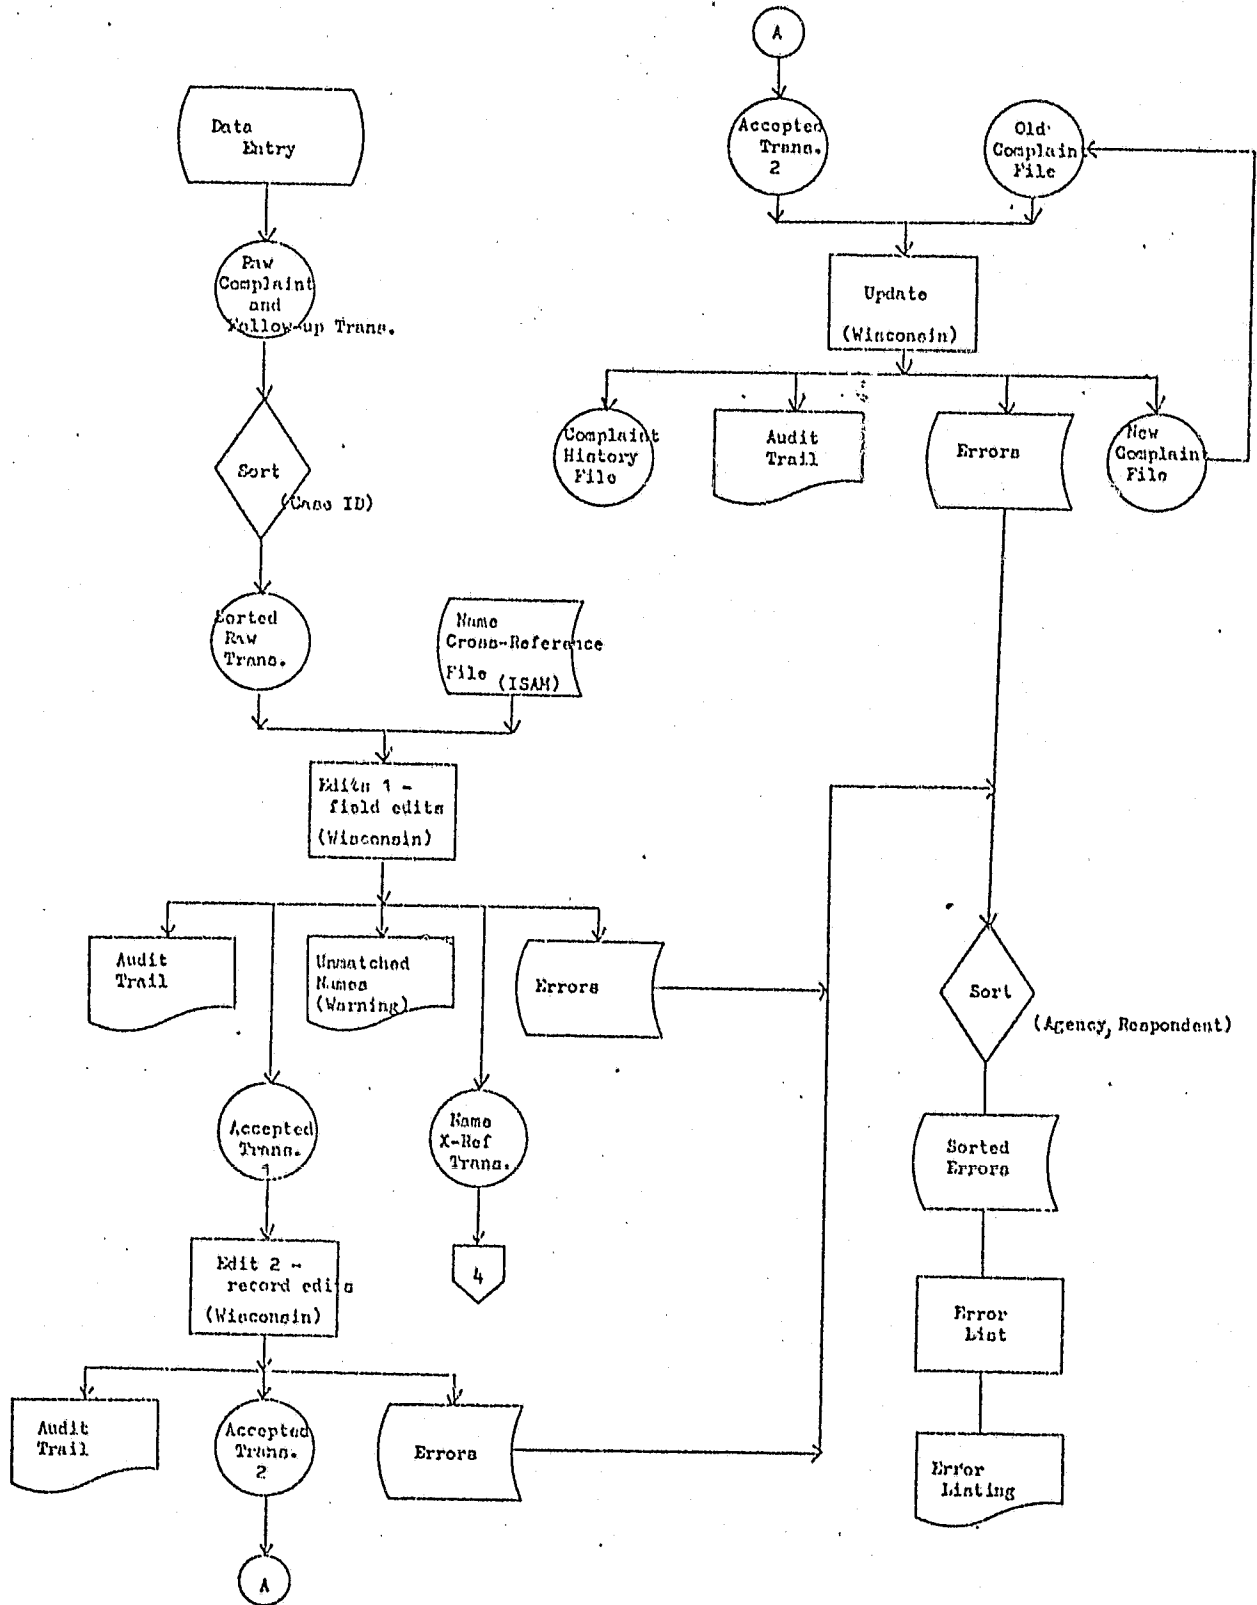 Data
Entry
Raw
Complaint
and
Follow-up Trans.
Sort
(Case ID)
Sorted
Raw
Trans.
Name
Cross-Reference
File (ISAM)
Edits 1 -
field edits
(Wisconsin)
Audit
Trail
Unmatched
Names
(Warning)
Errors
Accepted
Trans.
1
Name
X-Ref
Trans.
Edit 2 -
record edits
(Wisconsin)
4
Audit
Trail
Accepted
Trans.
2
Errors
A
A
Accepted
Trans.
2
Old
Complain
File
Update
(Wisconsin)
Complaint
History
File
Audit
Trail
Errors
New
Complain
File
Sort
(Agency, Respondent)
Sorted
Errors
Error
List
Error
Listing